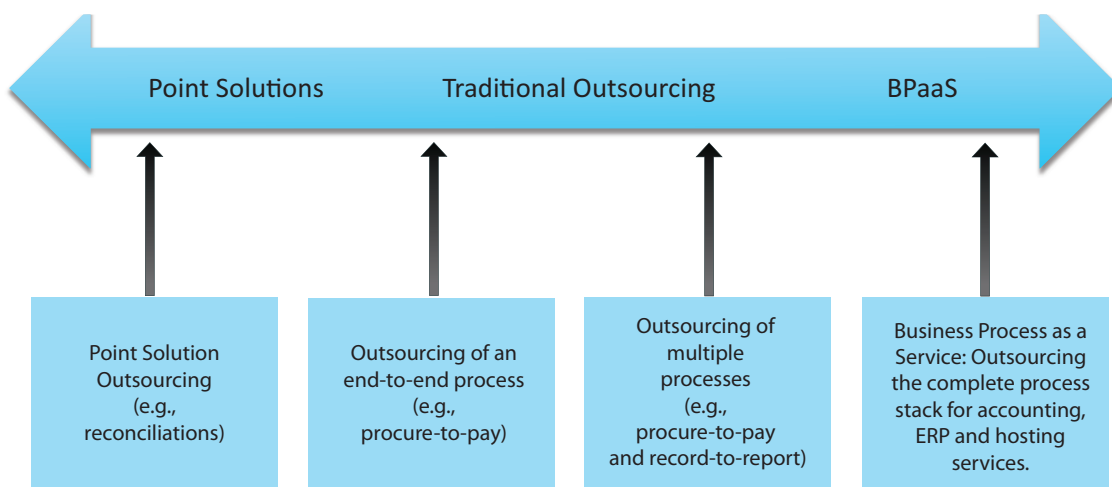 Point Solutions
Traditional Outsourcing
BPaaS
Point Solution
Outsourcing
(e.g.,
reconciliations)
Outsourcing of an
end-to-end process
(e.g.,
procure-to-pay)
Outsourcing of
multiple
processes
(e.g.,
procure-to-pay
and record-to-report)
Business Process as a
Service: Outsourcing
the complete process
stack for accounting,
ERP and hosting
services.